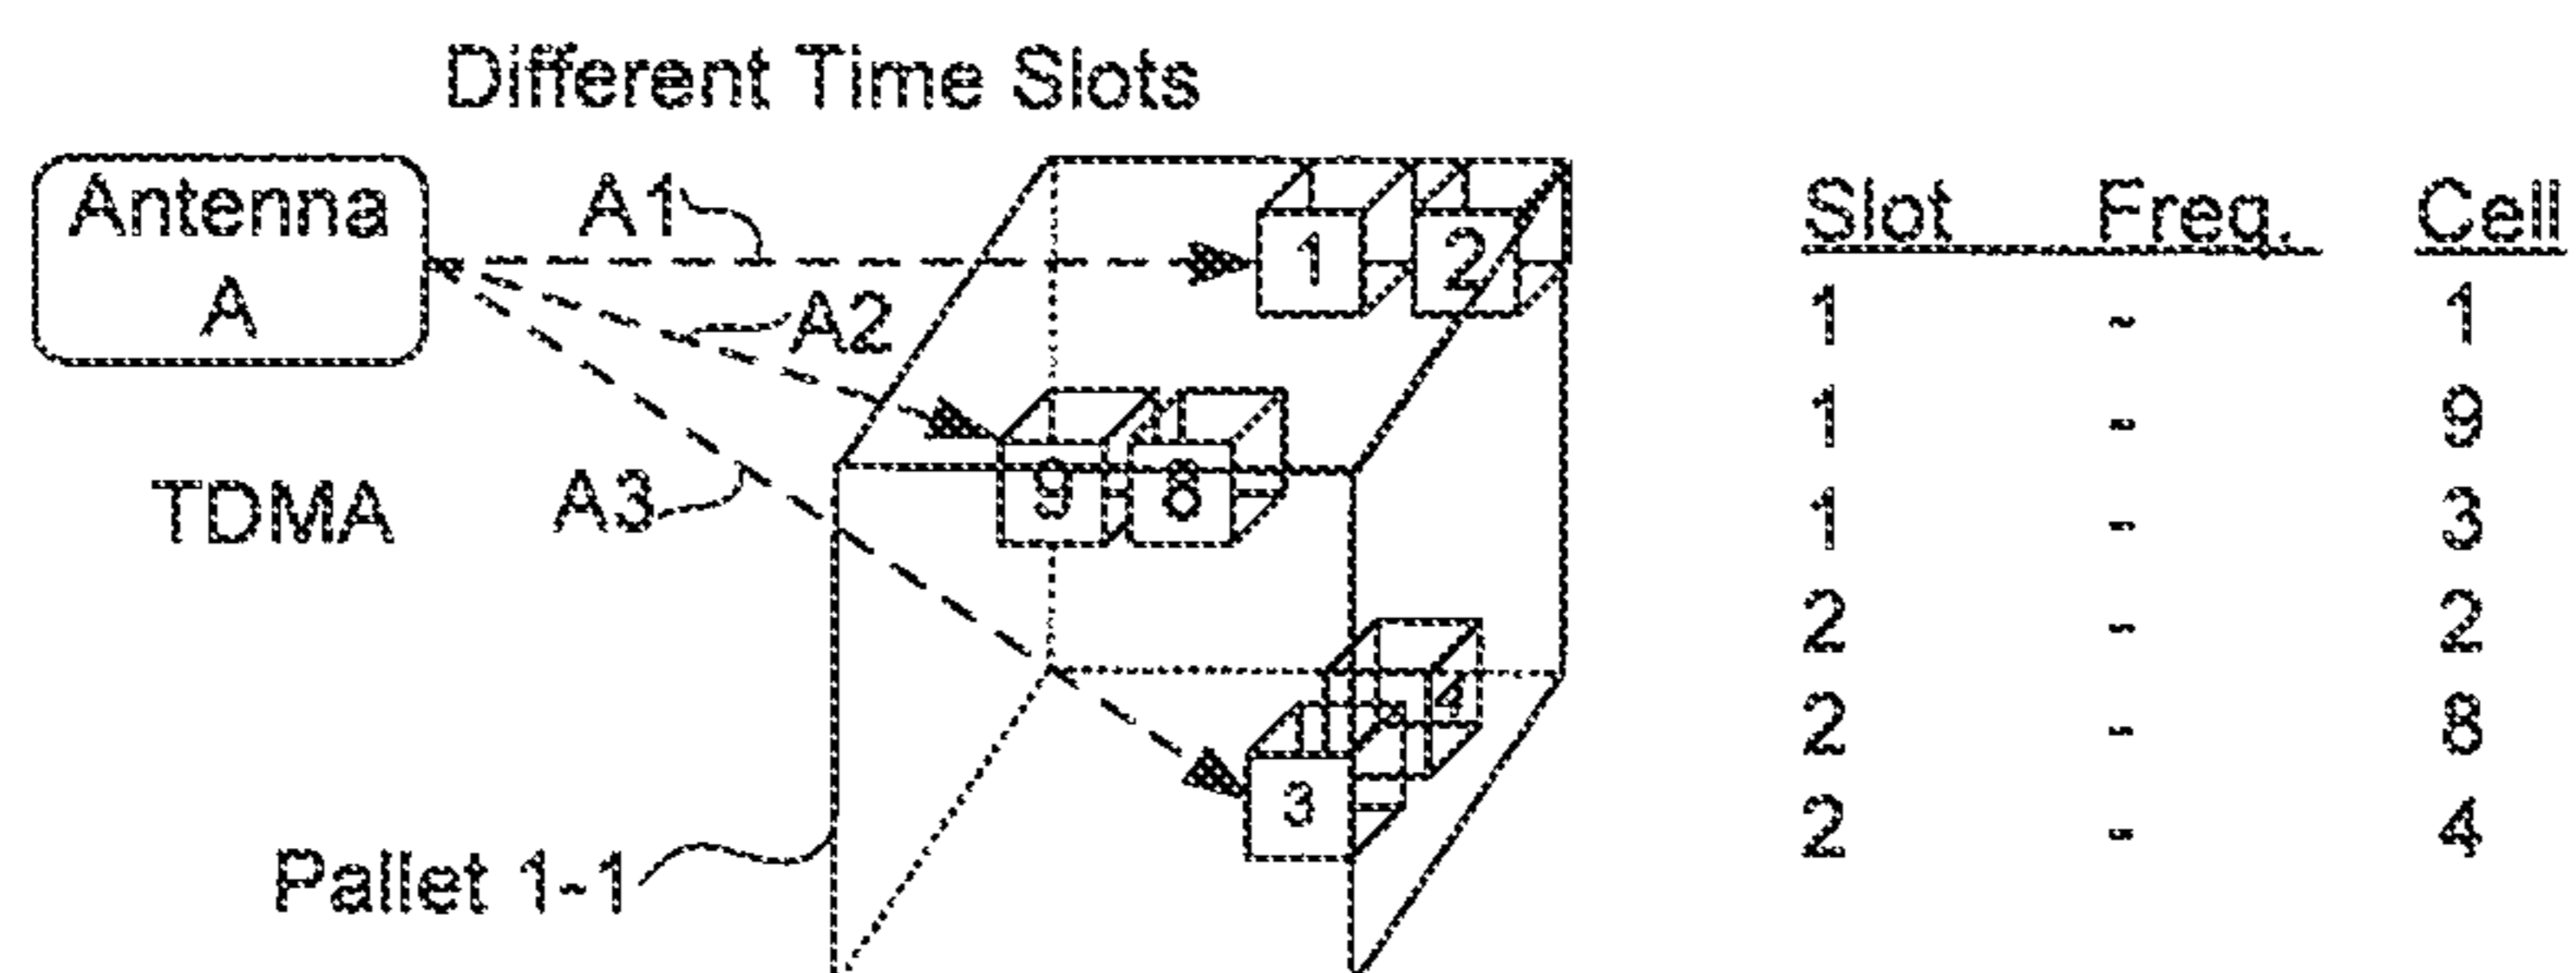 Different Time Slots
Antenna
A
A1
A2
A3
TDMA
Pallet 1-1
1
2
9
8
4
3
Slot Freq. Cell
1 - 1
1 - 9
1 - 3
2 - 2
2 - 8
2 - 4